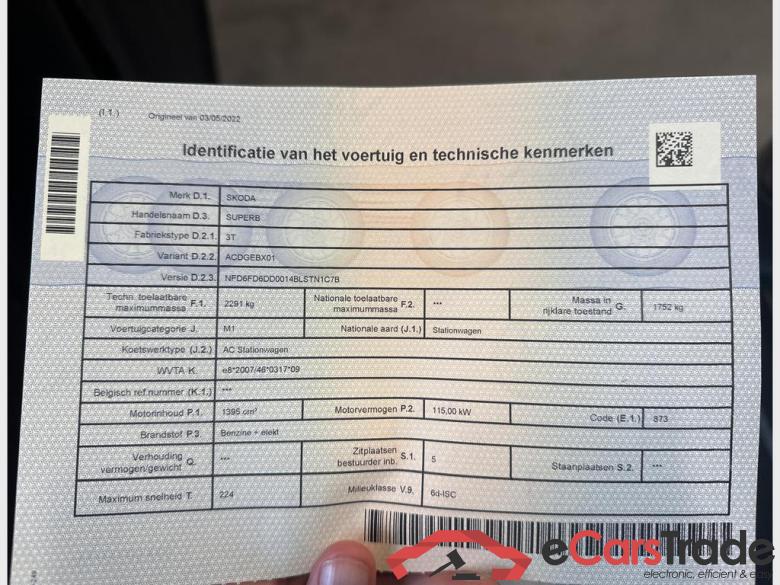 (I.1.)
Origineel van 03/05/2022
Identificatie van het voertuig en technische kenmerken
Merk D.1. SKODA
Handelsnaam D.3. SUPERB
Fabriekstype D.2.1. 3T
Variant D.2.2. ACDGEBX01
Versie D.2.3. NFD6FD6DD0014BLSTN1C7B
Techn. toelaatbare maximummassa F.1. 2291 kg Nationale toelaatbare maximummassa F.2. *** Massa in rijklare toestand G. 1752 kg
Voertuigcategorie J. M1 Nationale aard (J.1.) Stationwagen
Koetswerktype (J.2.) AC Stationwagen
WVTA K. e8*2007/46*0317*09
Belgisch ref.nummer (K.1.) ***
Motorinhoud P.1. 1395 cm³ Motorvermogen P.2. 115,00 kW Code (E.1.) 873
Brandstof P.3. Benzine + elekt
Verhouding vermogen/gewicht Q. *** Zitplaatsen bestuurder inb. S.1. 5 Staanplaatsen S.2. ***
Maximum snelheid T. 224 Milieuklasse V.9. 6d-ISC
eCarsTrade
electronic, efficient &